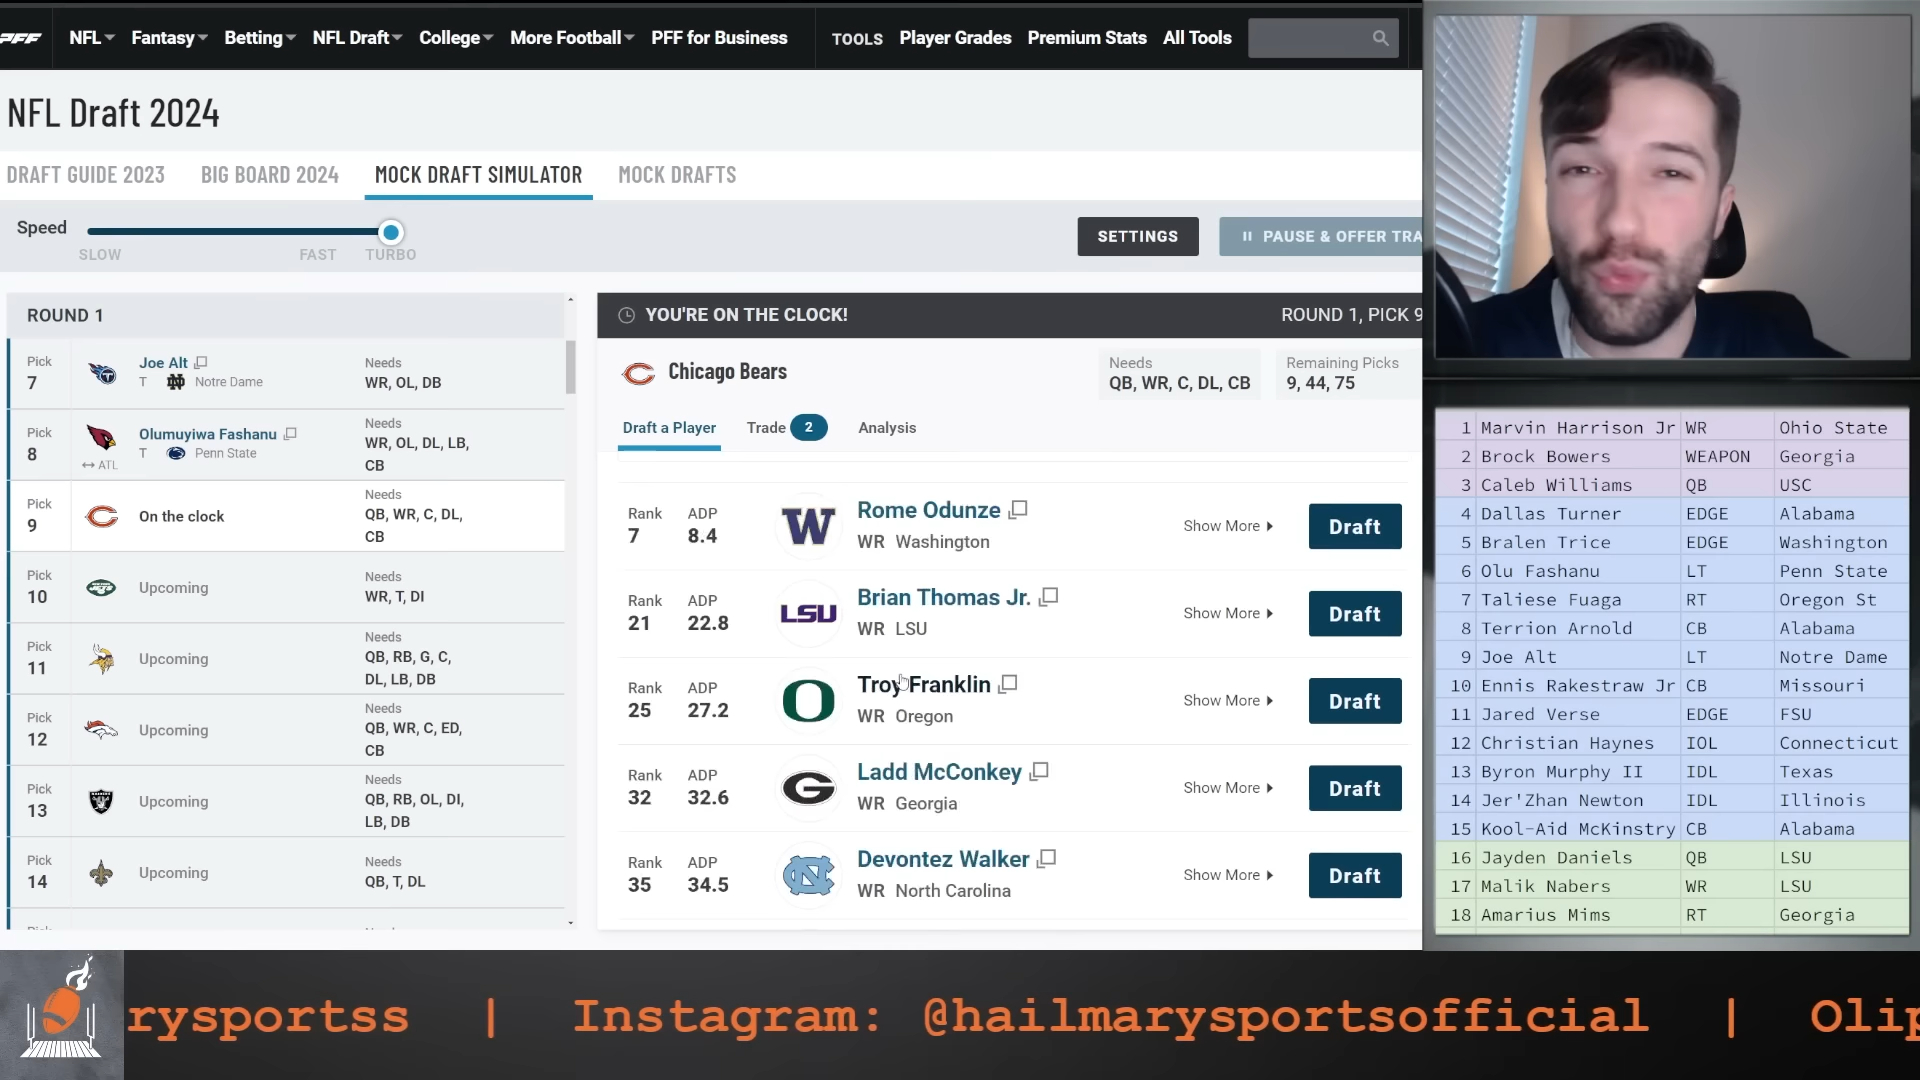 PFF
NFL
Fantasy
Betting
NFL Draft
College
More Football
PFF for Business
TOOLS
Player Grades
Premium Stats
All Tools
NFL Draft 2024
DRAFT GUIDE 2023
BIG BOARD 2024
MOCK DRAFT SIMULATOR
MOCK DRAFTS
Speed
SLOW
FAST
TURBO
SETTINGS
PAUSE & OFFER TRA
ROUND 1
Pick 7
Joe Alt
T ND Notre Dame
Needs
WR, OL, DB
Pick 8
ATL
Olumuyiwa Fashanu
T Penn State
Needs
WR, OL, DL, LB,
CB
Pick 9
On the clock
Needs
QB, WR, C, DL,
CB
Pick 10
JETS
Upcoming
Needs
WR, T, DI
Pick 11
Upcoming
Needs
QB, RB, G, C,
DL, LB, DB
Pick 12
Upcoming
Needs
QB, WR, C, ED,
CB
Pick 13
Upcoming
Needs
QB, RB, OL, DI,
LB, DB
Pick 14
Upcoming
Needs
QB, T, DL
YOU'RE ON THE CLOCK!
ROUND 1, PICK 9
Chicago Bears
Needs
QB, WR, C, DL, CB
Remaining Picks
9, 44, 75
Draft a Player
Trade 2
Analysis
Rank 7
ADP 8.4
W
Rome Odunze
WR Washington
Show More
Draft
Rank 21
ADP 22.8
LSU
Brian Thomas Jr.
WR LSU
Show More
Draft
Rank 25
ADP 27.2
O
Troy Franklin
WR Oregon
Show More
Draft
Rank 32
ADP 32.6
G
Ladd McConkey
WR Georgia
Show More
Draft
Rank 35
ADP 34.5
NC
Devontez Walker
WR North Carolina
Show More
Draft
1 Marvin Harrison Jr WR Ohio State
2 Brock Bowers WEAPON Georgia
3 Caleb Williams QB USC
4 Dallas Turner EDGE Alabama
5 Bralen Trice EDGE Washington
6 Olu Fashanu LT Penn State
7 Taliese Fuaga RT Oregon St
8 Terrion Arnold CB Alabama
9 Joe Alt LT Notre Dame
10 Ennis Rakestraw Jr CB Missouri
11 Jared Verse EDGE FSU
12 Christian Haynes IOL Connecticut
13 Byron Murphy II IDL Texas
14 Jer'Zhan Newton IDL Illinois
15 Kool-Aid McKinstry CB Alabama
16 Jayden Daniels QB LSU
17 Malik Nabers WR LSU
18 Amarius Mims RT Georgia
rysportss | Instagram: @hailmarysportsofficial | Olip